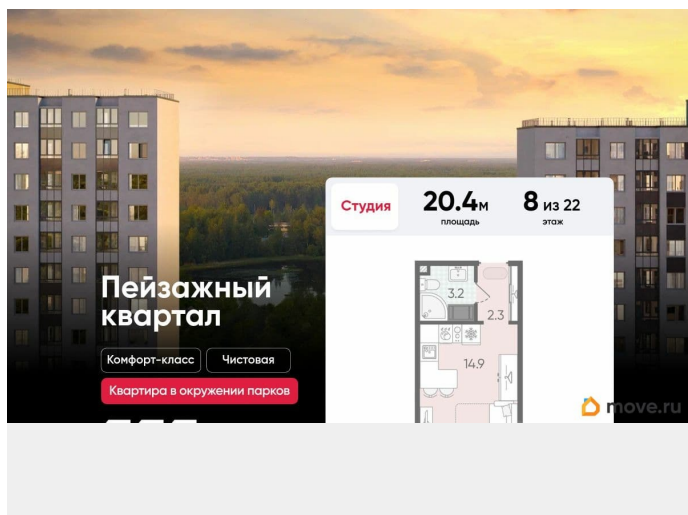 Студия
20.4м
площадь
8 из 22
этаж
Пейзажный
квартал
Комфорт-класс
Чистовая
Квартира в окружении парков
3.2
2.3
14.9
move.ru